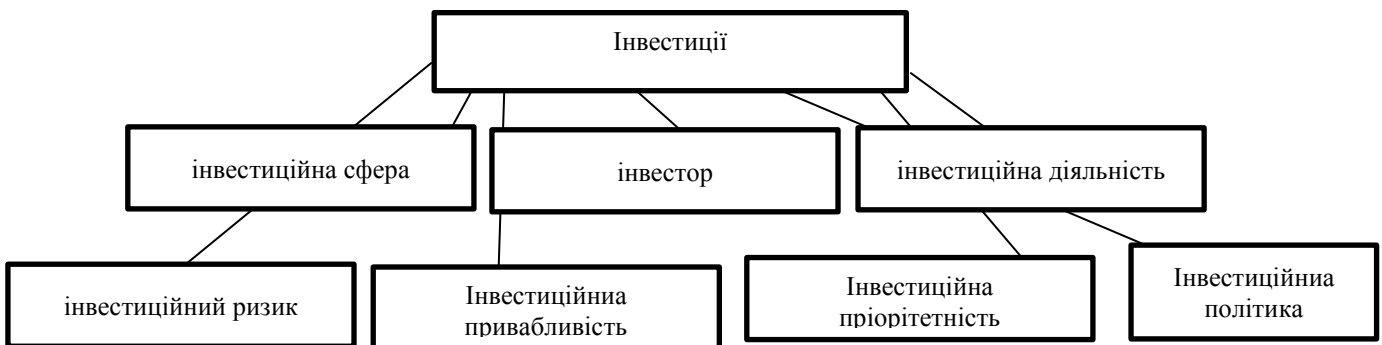 Інвестиції
інвестиційна сфера
інвестор
інвестиційна діяльність
інвестиційний ризик
Інвестиційниа
привабливість
Інвестиційна
пріорітетність
Інвестиційниа
політика